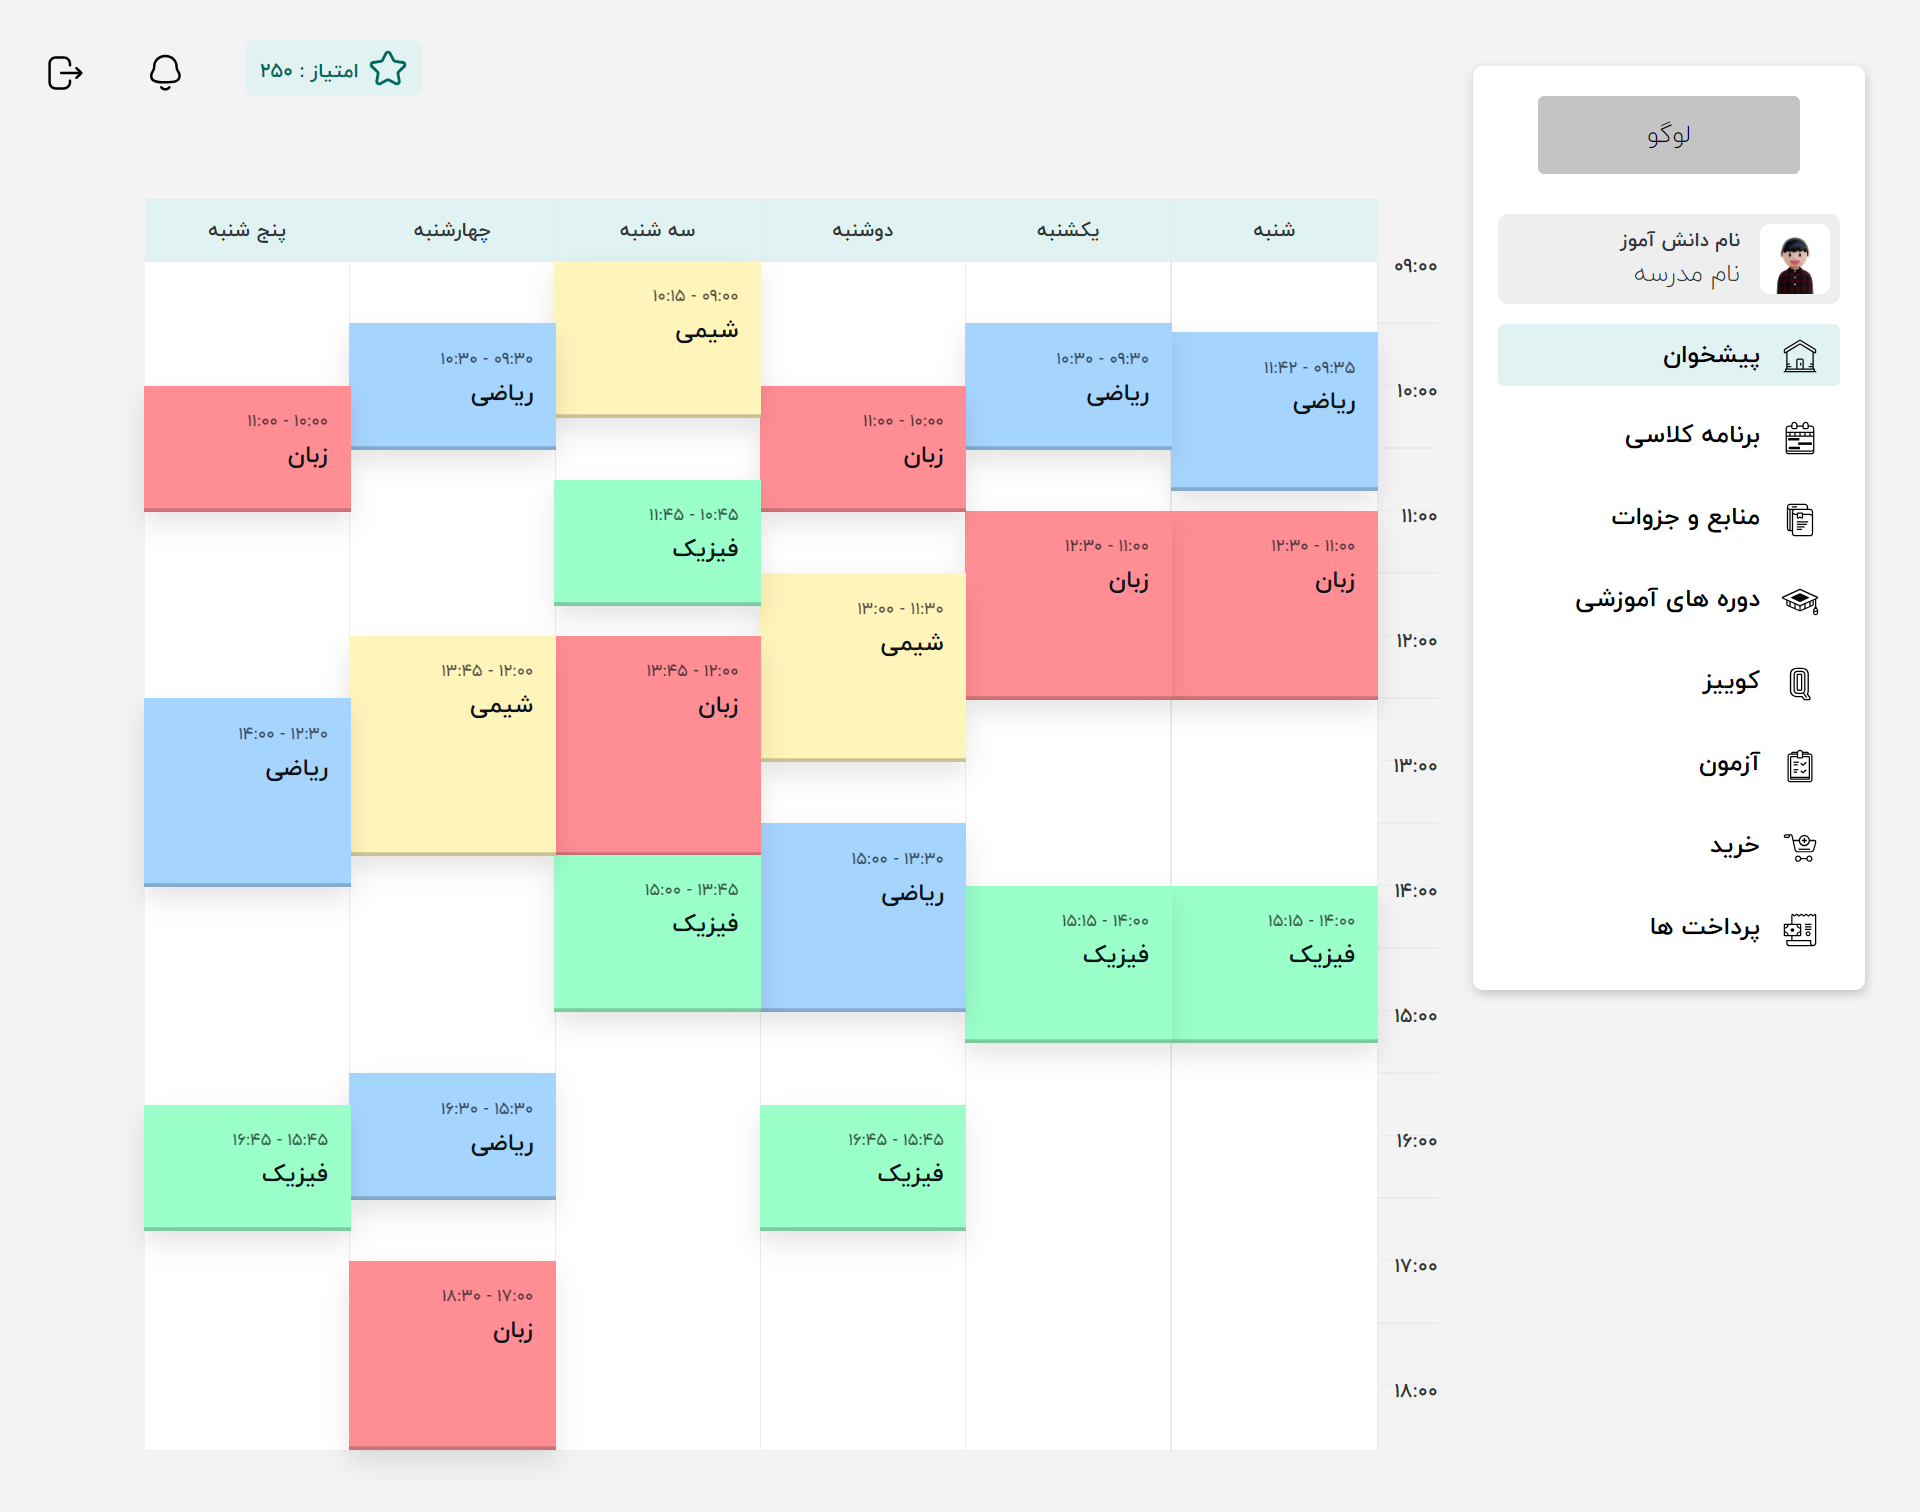 امتیاز : ۲۵۰
لوگو
نام دانش آموز
نام مدرسه
پیشخوان
برنامه کلاسی
منابع و جزوات
دوره های آموزشی
کوییز
آزمون
خرید
پرداخت ها
شنبه
یکشنبه
دوشنبه
سه شنبه
چهارشنبه
پنج شنبه
۰۹:۰۰
۱۰:۰۰
۱۱:۰۰
۱۲:۰۰
۱۳:۰۰
۱۴:۰۰
۱۵:۰۰
۱۶:۰۰
۱۷:۰۰
۱۸:۰۰
۰۹:۳۵ - ۱۱:۴۲
ریاضی
۱۱:۰۰ - ۱۲:۳۰
زبان
۱۴:۰۰ - ۱۵:۱۵
فیزیک
۰۹:۳۰ - ۱۰:۳۰
ریاضی
۱۱:۰۰ - ۱۲:۳۰
زبان
۱۴:۰۰ - ۱۵:۱۵
فیزیک
۱۰:۰۰ - ۱۱:۰۰
زبان
۱۱:۳۰ - ۱۳:۰۰
شیمی
۱۳:۳۰ - ۱۵:۰۰
ریاضی
۱۵:۴۵ - ۱۶:۴۵
فیزیک
۰۹:۰۰ - ۱۰:۱۵
شیمی
۱۰:۴۵ - ۱۱:۴۵
فیزیک
۱۲:۰۰ - ۱۳:۴۵
زبان
۱۳:۴۵ - ۱۵:۰۰
فیزیک
۰۹:۳۰ - ۱۰:۳۰
ریاضی
۱۲:۰۰ - ۱۳:۴۵
شیمی
۱۵:۳۰ - ۱۶:۳۰
ریاضی
۱۷:۰۰ - ۱۸:۳۰
زبان
۱۰:۰۰ - ۱۱:۰۰
زبان
۱۲:۳۰ - ۱۴:۰۰
ریاضی
۱۵:۴۵ - ۱۶:۴۵
فیزیک